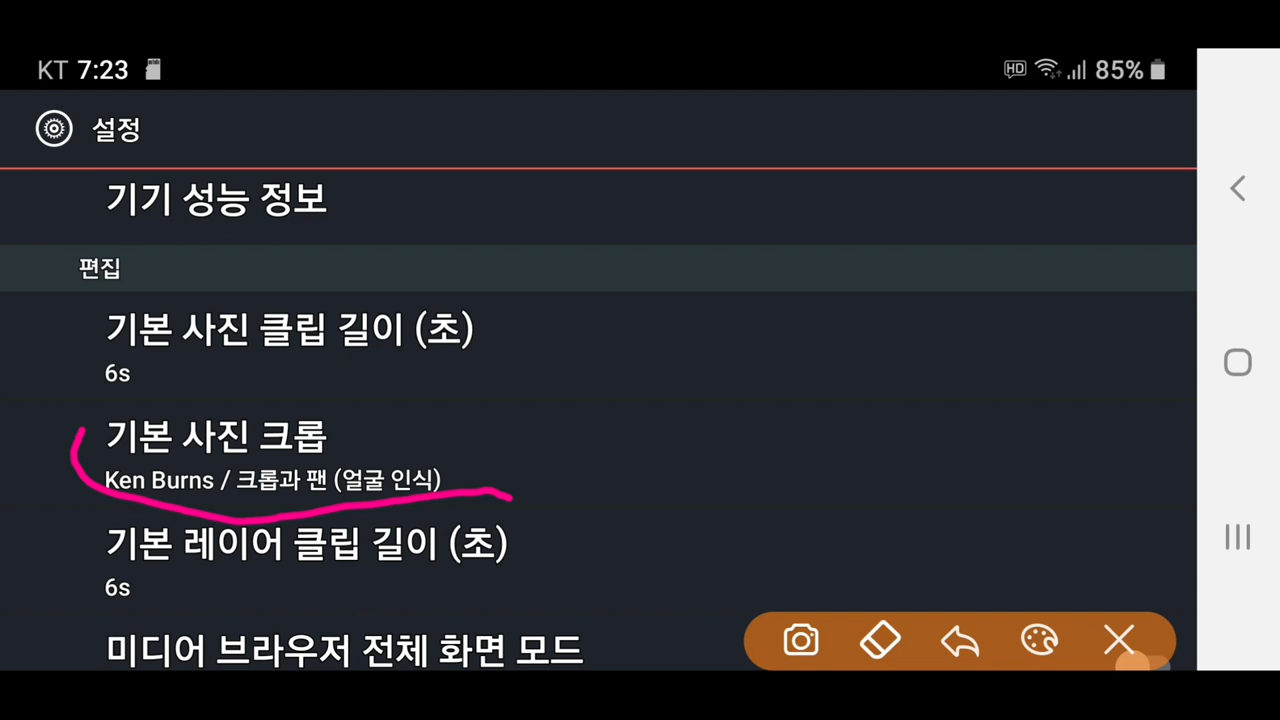 KT 7:23 HD 85%
설정
기기 성능 정보
편집
기본 사진 클립 길이 (초)
6s
기본 사진 크롭
Ken Burns / 크롭과 팬 (얼굴 인식)
기본 레이어 클립 길이 (초)
6s
미디어 브라우저 전체 화면 모드